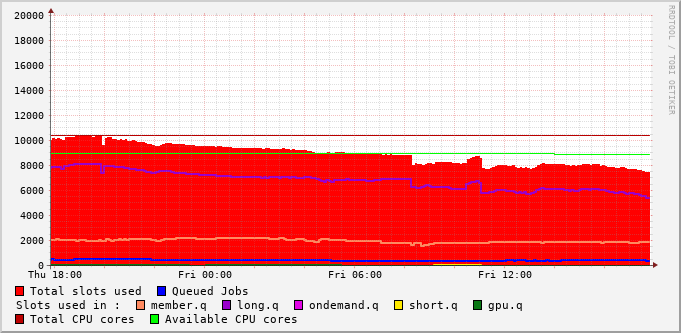 20000
18000
16000
14000
12000
10000
8000
6000
4000
2000
0
Thu 18:00 Fri 00:00 Fri 06:00 Fri 12:00
RRDTOOL / TOBI OETIKER
Total slots used Queued Jobs
Slots used in : member.q long.q ondemand.q short.q gpu.q
Total CPU cores Available CPU cores